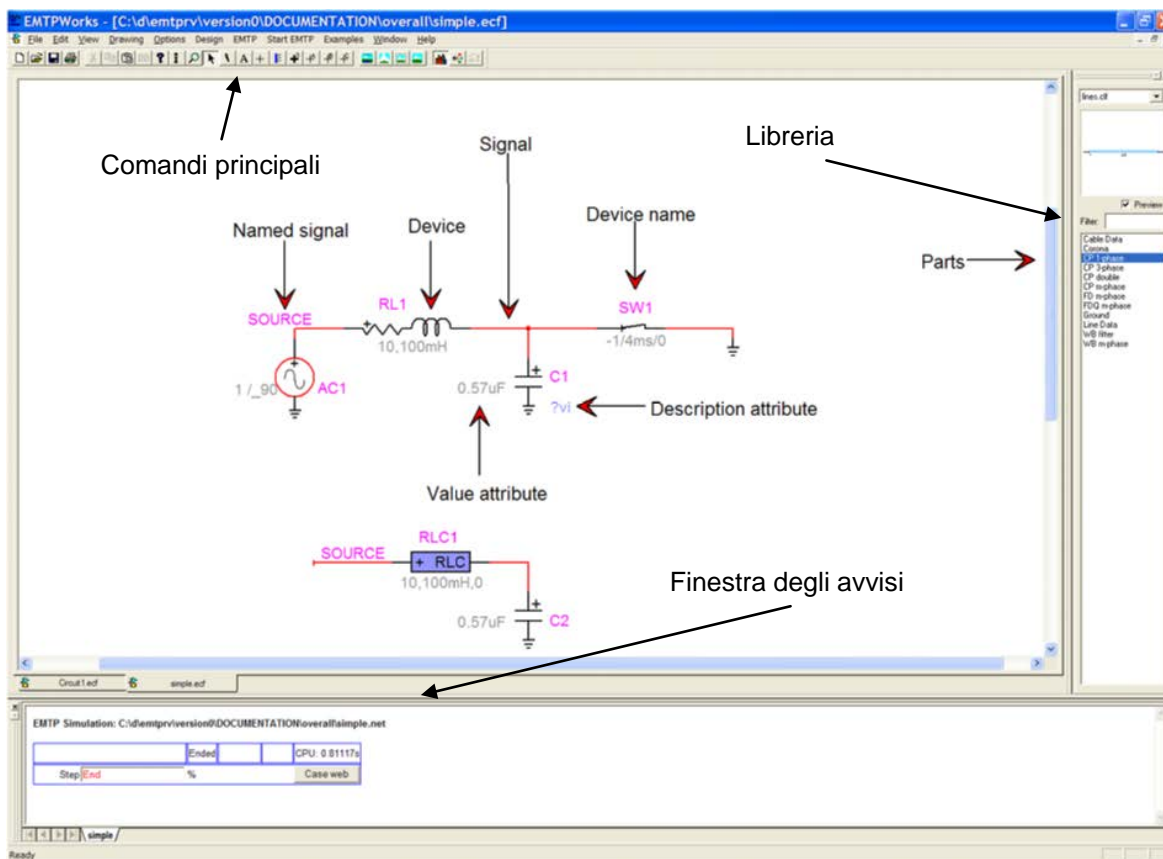 EMTPWorks - [C:\d\emtprv\version0\DOCUMENTATION\overall\simple.ecf]
File Edit View Drawing Options Design EMTP Start EMTP Examples Window Help
lines.clf
Preview
Filter:
Cable Data
Corona
CP 1-phase
CP 3-phase
CP double
CP m-phase
FD m-phase
FDQ m-phase
Ground
Line Data
WB fitter
WB m-phase
Comandi principali
Signal
Libreria
Named signal
Device
Device name
Parts
RL1
SOURCE
SW1
10,100mH
-1/4ms/0
1 /_90
AC1
0.57uF
C1
?vi
Description attribute
Value attribute
RLC1
SOURCE
+ RLC
10,100mH,0
Finestra degli avvisi
0.57uF
C2
Circuit1.ecf
simple.ecf
EMTP Simulation: C:\d\emtprv\version0\DOCUMENTATION\overall\simple.net
Ended
CPU: 0.81117s
Step End % Case web
simple
Ready